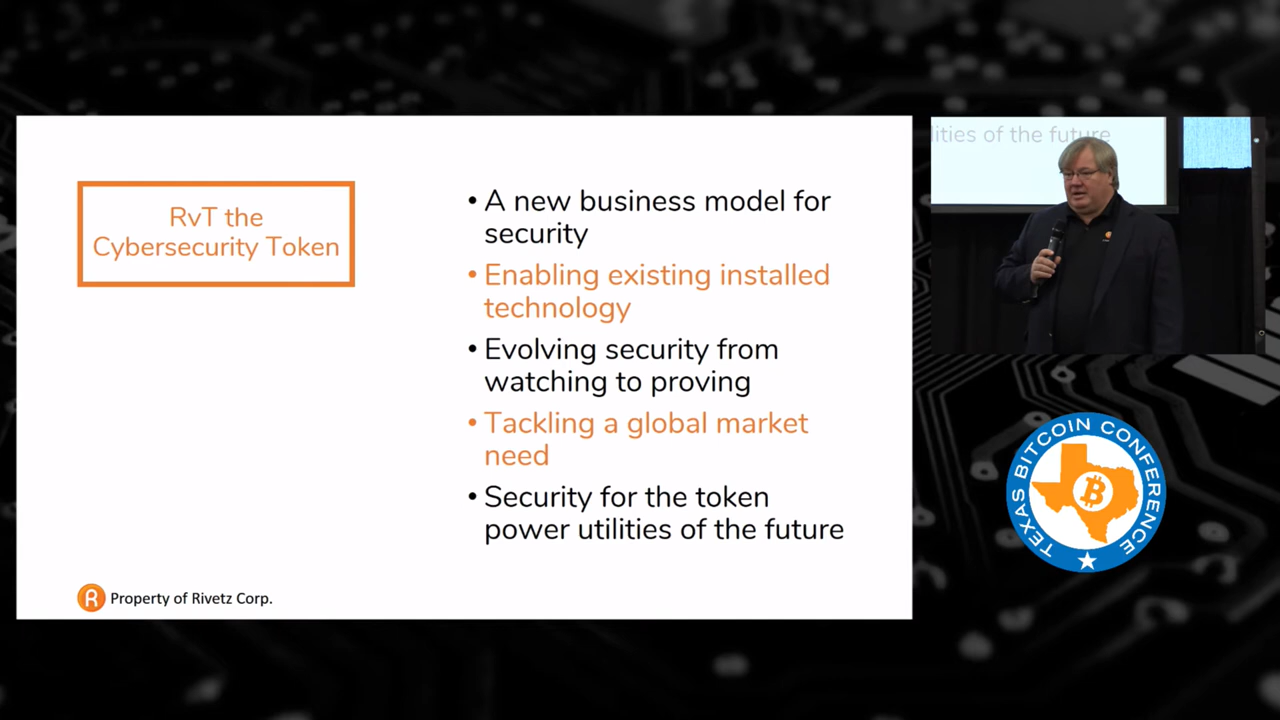 RvT the
Cybersecurity Token
• A new business model for
security
• Enabling existing installed
technology
• Evolving security from
watching to proving
• Tackling a global market
need
• Security for the token
power utilities of the future
R Property of Rivetz Corp.
lities of the future
TEXAS BITCOIN CONFERENCE